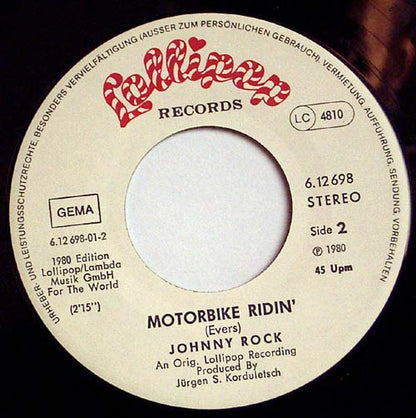 URHEBER UND LEISTUNGSSCHUTZRECHTE, BESONDERS VERVIELFÄLTIGUNG (AUSSER ZUM PERSÖNLICHEN GEBRAUCH), VERMIETUNG, AUFFÜHRUNG, SENDUNG, VORBEHALTEN
Lollipop
RECORDS
LC 4810
6.12 698
STEREO
GEMA
6.12 698-01-2
Side 2
1980 Edition
Lollipop/Lambda
Musik GmbH
For The World
℗ 1980
(2'15")
45 Upm
MOTORBIKE RIDIN'
(Evers)
JOHNNY ROCK
An Orig. Lollipop Recording
Produced By
Jürgen S. Korduletsch